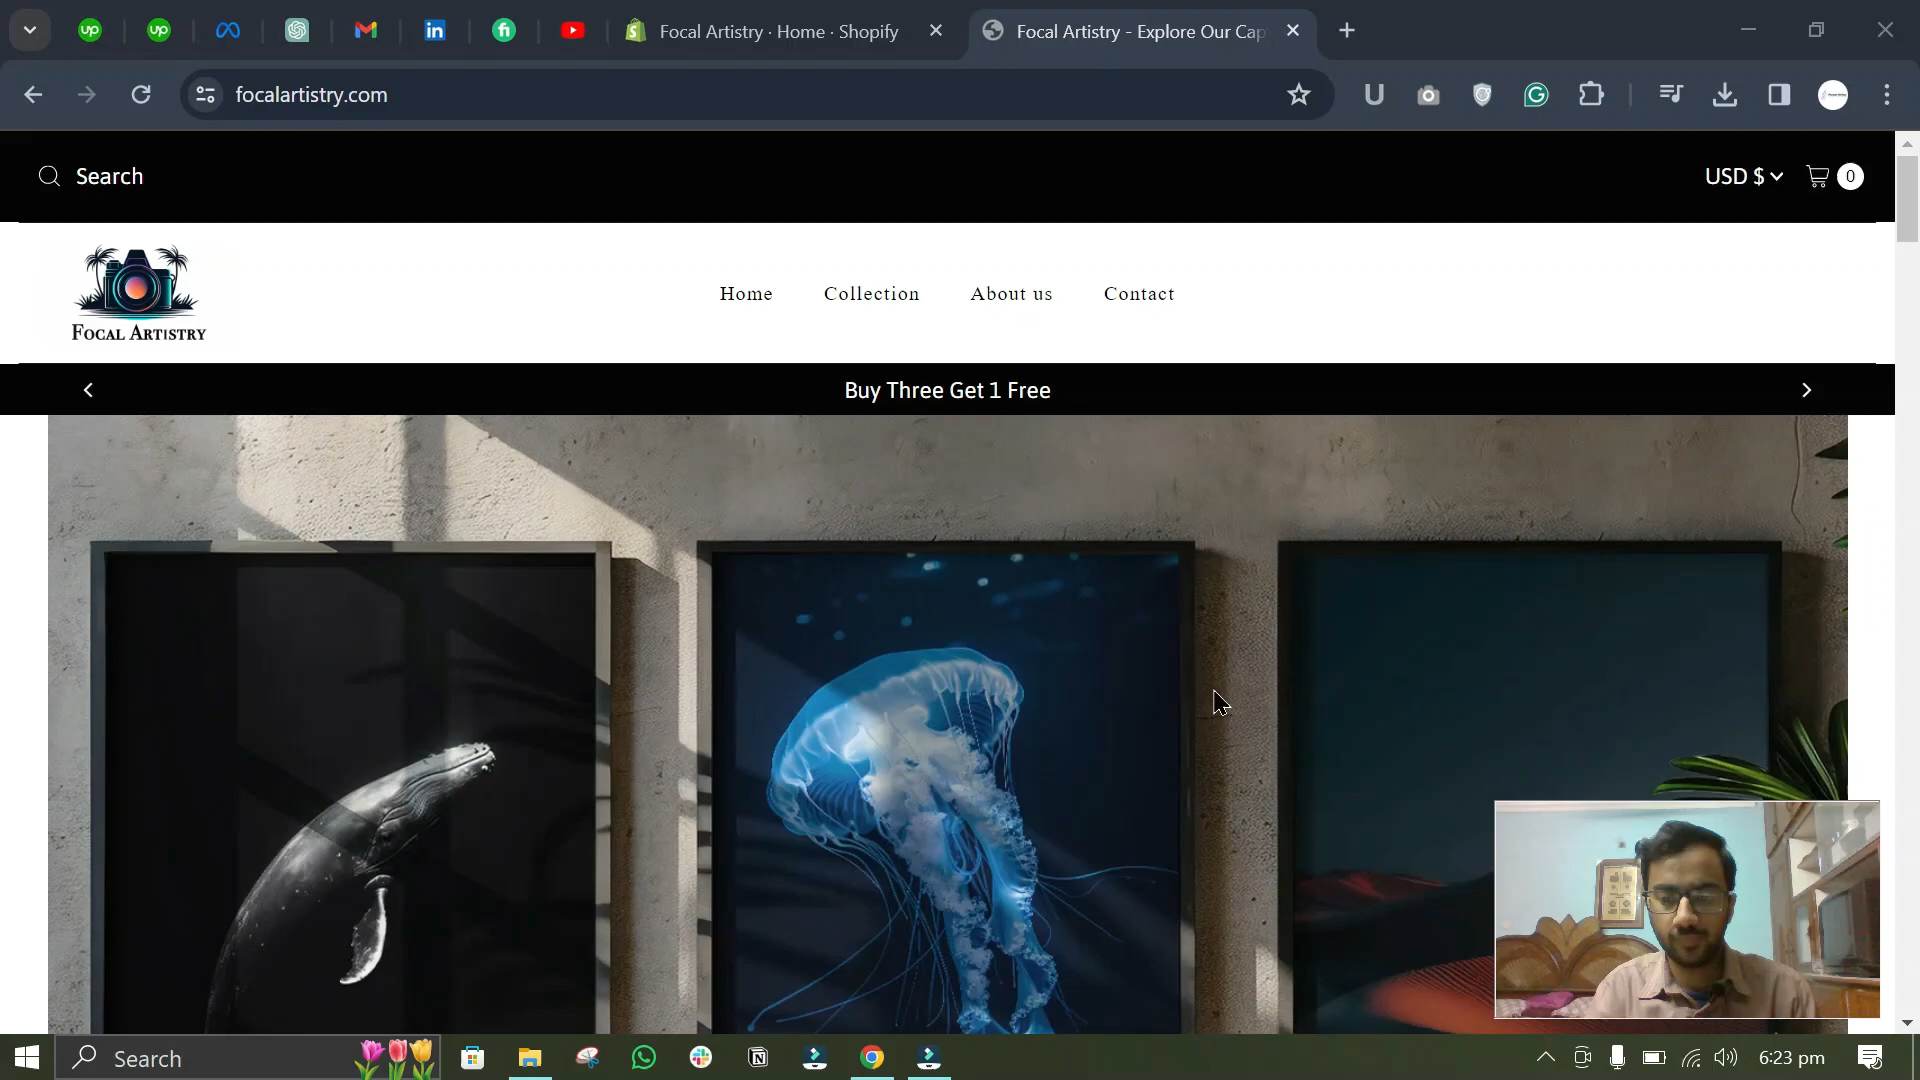 Focal Artistry · Home · Shopify
Focal Artistry - Explore Our Cap
focalartistry.com
Search
USD $
0
FOCAL ARTISTRY
Home
Collection
About us
Contact
Buy Three Get 1 Free
Search
6:23 pm